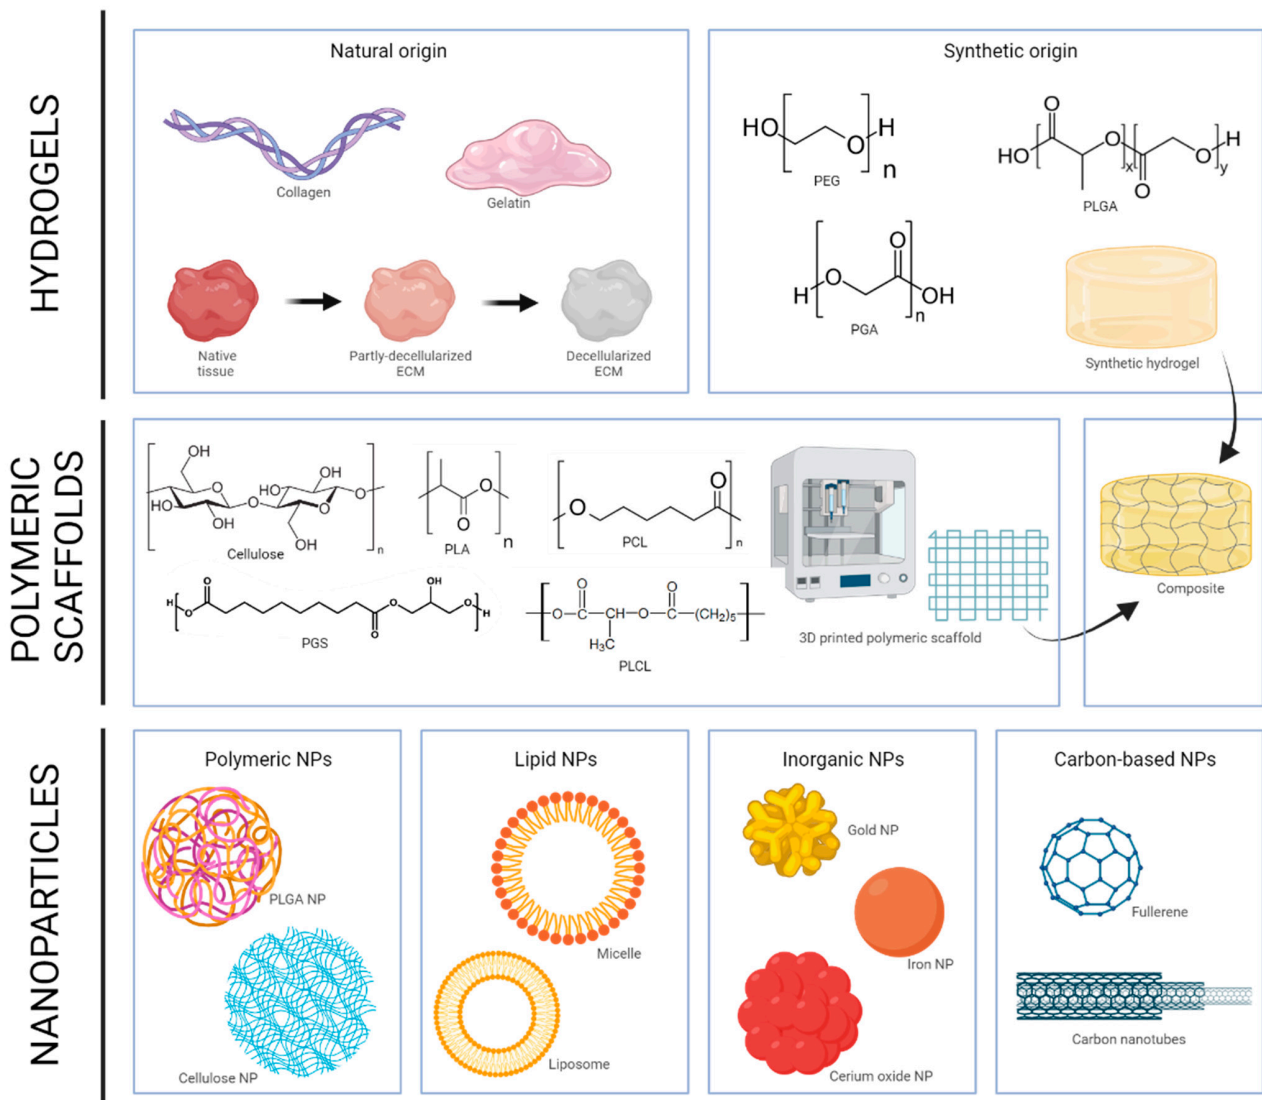 HYDROGELS
Natural origin
Collagen
Gelatin
Native
tissue
Partly-decellularized
ECM
Decellularized
ECM
Synthetic origin
HO
O
H
n
PEG
O
HO
O
x
O
O
H
y
PLGA
H
O
O
OH
n
PGA
Synthetic hydrogel
POLYMERIC
SCAFFOLDS
OH
O
HO
OH
O
OH
HO
O
O
OH
n
Cellulose
O
O
n
PLA
O
O
n
PCL
H
O
O
O
O
OH
O
H
PGS
O
O
O—C—CH—O—C—(CH₂)₅
H₃C
PLCL
3D printed polymeric scaffold
Composite
NANOPARTICLES
Polymeric NPs
PLGA NP
Cellulose NP
Lipid NPs
Micelle
Liposome
Inorganic NPs
Gold NP
Iron NP
Cerium oxide NP
Carbon-based NPs
Fullerene
Carbon nanotubes